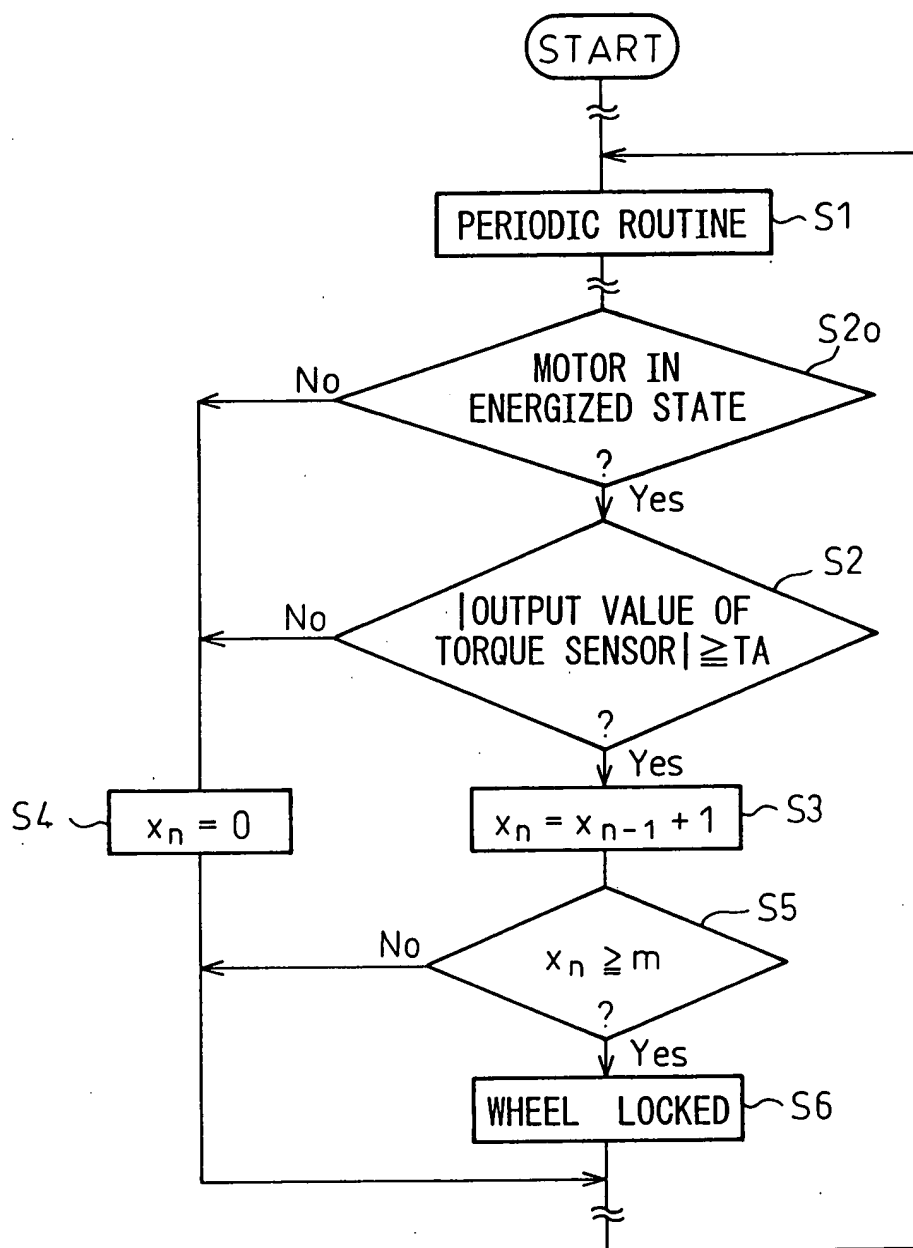 START
PERIODIC ROUTINE
S1
S2o
MOTOR IN
ENERGIZED STATE
?
No
Yes
S2
|OUTPUT VALUE OF
TORQUE SENSOR|≧TA
?
No
Yes
S4
xn = 0
xn = xn-1 + 1
S3
S5
xn ≧ m
?
No
Yes
WHEEL LOCKED
S6